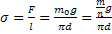 σ = F/l = m₀g/πd = (m/n)g/πd